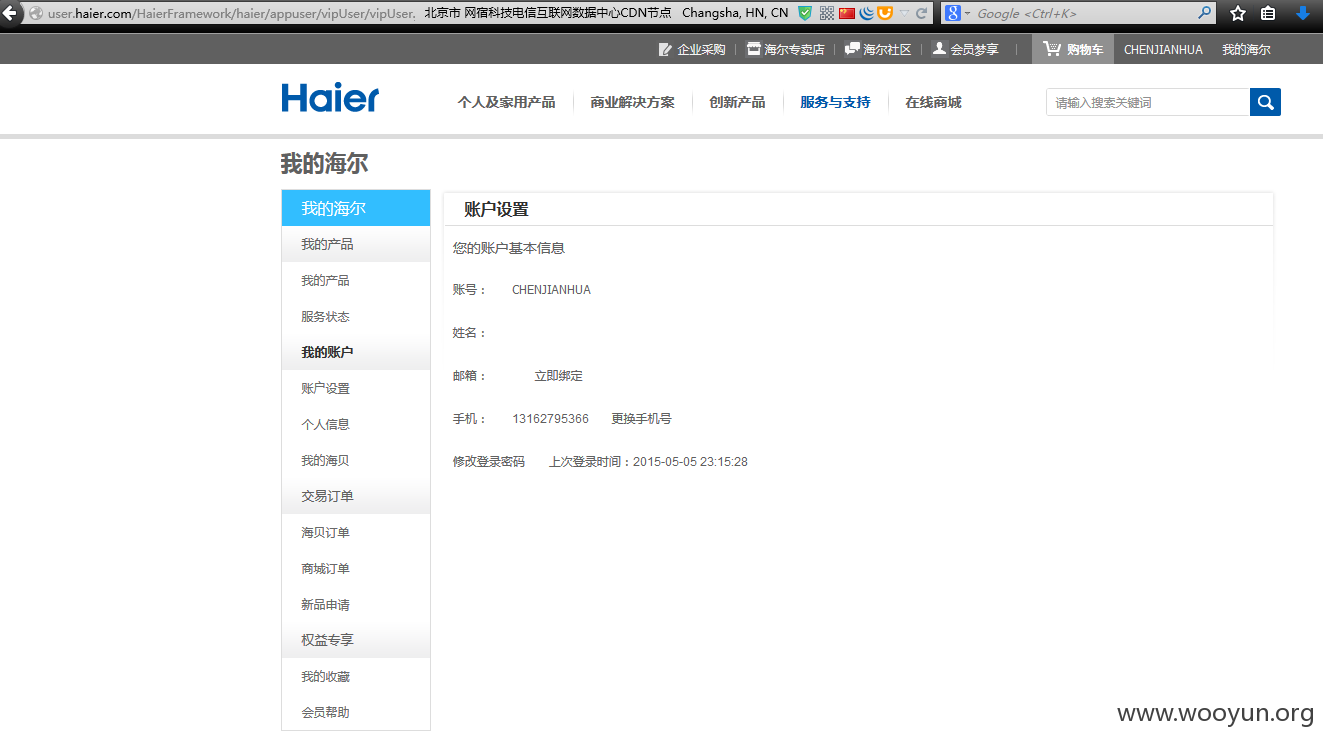 user.haier.com/HaierFramework/haier/appuser/vipUser/vipUser. 北京市 网宿科技电信互联网数据中心CDN节点 Changsha, HN, CN Google <Ctrl+K>
企业采购 海尔专卖店 海尔社区 会员梦享 购物车 CHENJIANHUA 我的海尔
Haier 个人及家用产品 商业解决方案 创新产品 服务与支持 在线商城 请输入搜索关键词
我的海尔
我的海尔
我的产品
我的产品
服务状态
我的账户
账户设置
个人信息
我的海贝
交易订单
海贝订单
商城订单
新品申请
权益专享
我的收藏
会员帮助
账户设置
您的账户基本信息
账号： CHENJIANHUA
姓名：
邮箱： 立即绑定
手机： 13162795366 更换手机号
修改登录密码 上次登录时间：2015-05-05 23:15:28
www.wooyun.org